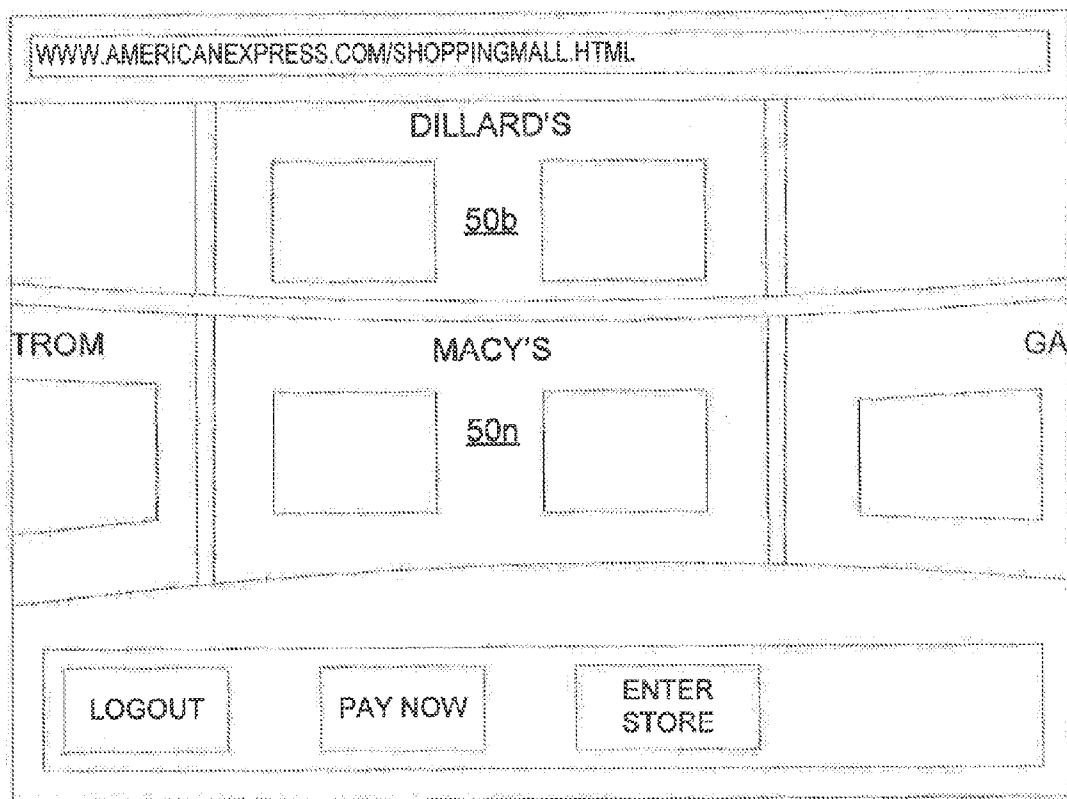 WWW.AMERICANEXPRESS.COM/SHOPPINGMALL.HTML
DILLARD'S
50b
TROM
MACY'S
GA
50n
LOGOUT
PAY NOW
ENTER
STORE